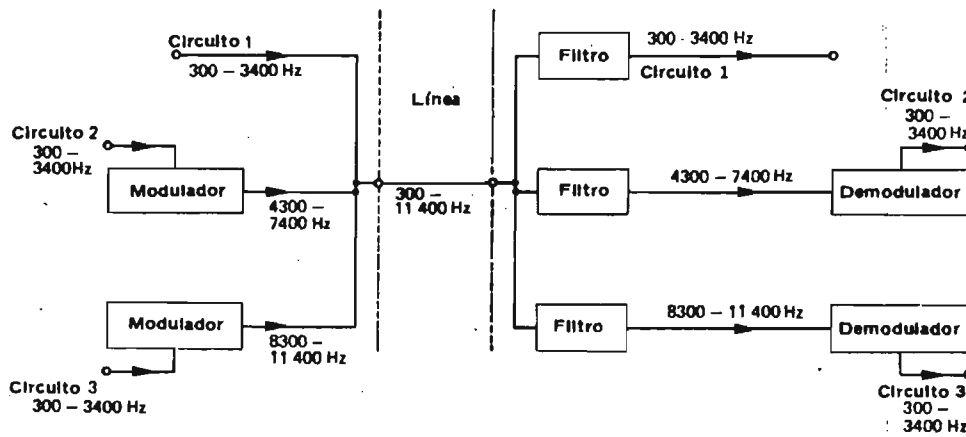 Circuito 1
300 – 3400 Hz
Circuito 2
300 –
3400Hz
Modulador
4300 –
7400 Hz
Modulador
8300 –
11 400 Hz
Circuito 3
300 – 3400 Hz
Línea
300 –
11 400 Hz
Filtro
300 - 3400 Hz
Circuito 1
Filtro
4300 – 7400 Hz
Circuito 2
300 –
3400 Hz
Demodulador
Filtro
8300 – 11 400 Hz
Demodulador
Circuito 3
300 –
3400 Hz